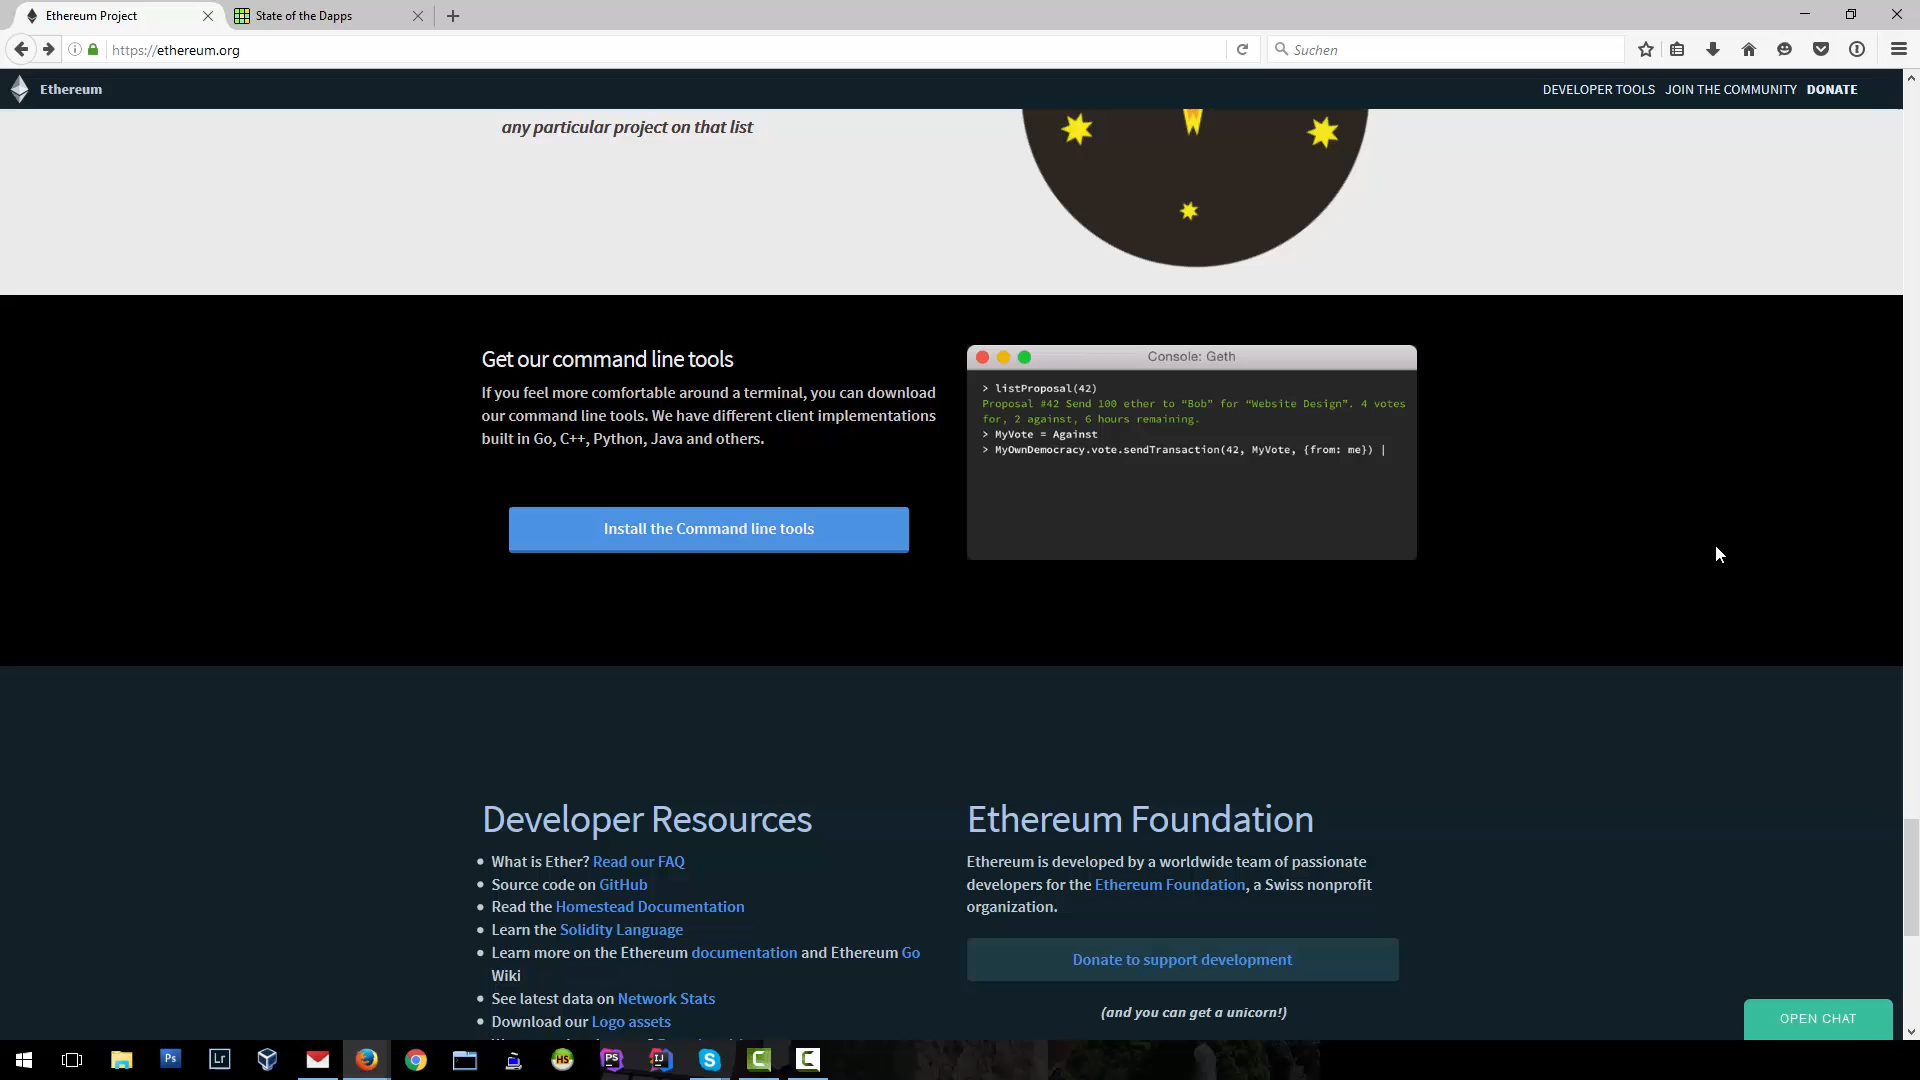 Ethereum Project
State of the Dapps
https://ethereum.org
Suchen
Ethereum
DEVELOPER TOOLS JOIN THE COMMUNITY DONATE
any particular project on that list
Get our command line tools
If you feel more comfortable around a terminal, you can download
our command line tools. We have different client implementations
built in Go, C++, Python, Java and others.
Install the Command line tools
Console: Geth
> listProposal(42)
Proposal #42 Send 100 ether to “Bob” for “Website Design”. 4 votes
for, 2 against, 6 hours remaining.
> MyVote = Against
> MyOwnDemocracy.vote.sendTransaction(42, MyVote, {from: me}) |
Developer Resources
• What is Ether? Read our FAQ
• Source code on GitHub
• Read the Homestead Documentation
• Learn the Solidity Language
• Learn more on the Ethereum documentation and Ethereum Go
Wiki
• See latest data on Network Stats
• Download our Logo assets
Ethereum Foundation
Ethereum is developed by a worldwide team of passionate
developers for the Ethereum Foundation, a Swiss nonprofit
organization.
Donate to support development
(and you can get a unicorn!)
OPEN CHAT
Ps
Lr
HS
PS
IJ